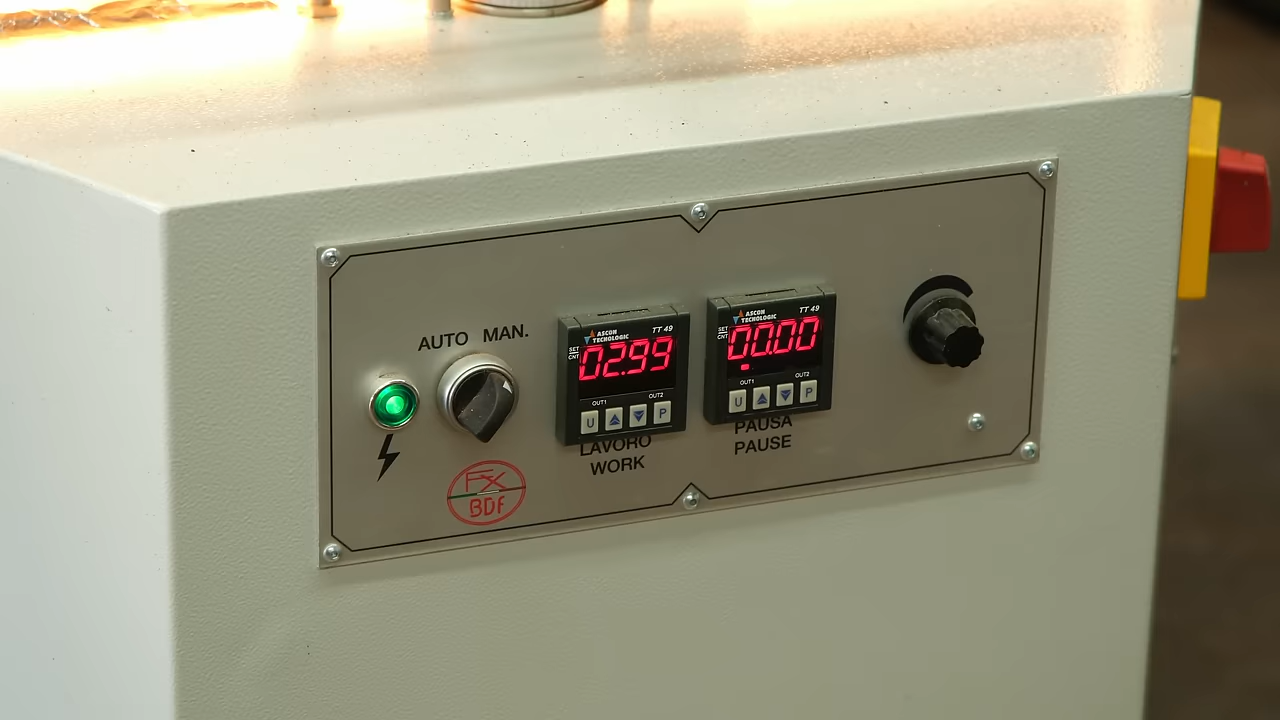 AUTO MAN.
ASCON
TECNOLOGIC
TT 49
SET
CNT
02.99
OUT1 OUT2
U P
LAVORO
WORK
ASCON
TECNOLOGIC
TT 49
SET
CNT
00.00
OUT1 OUT2
U P
PAUSA
PAUSE
FX
BDF